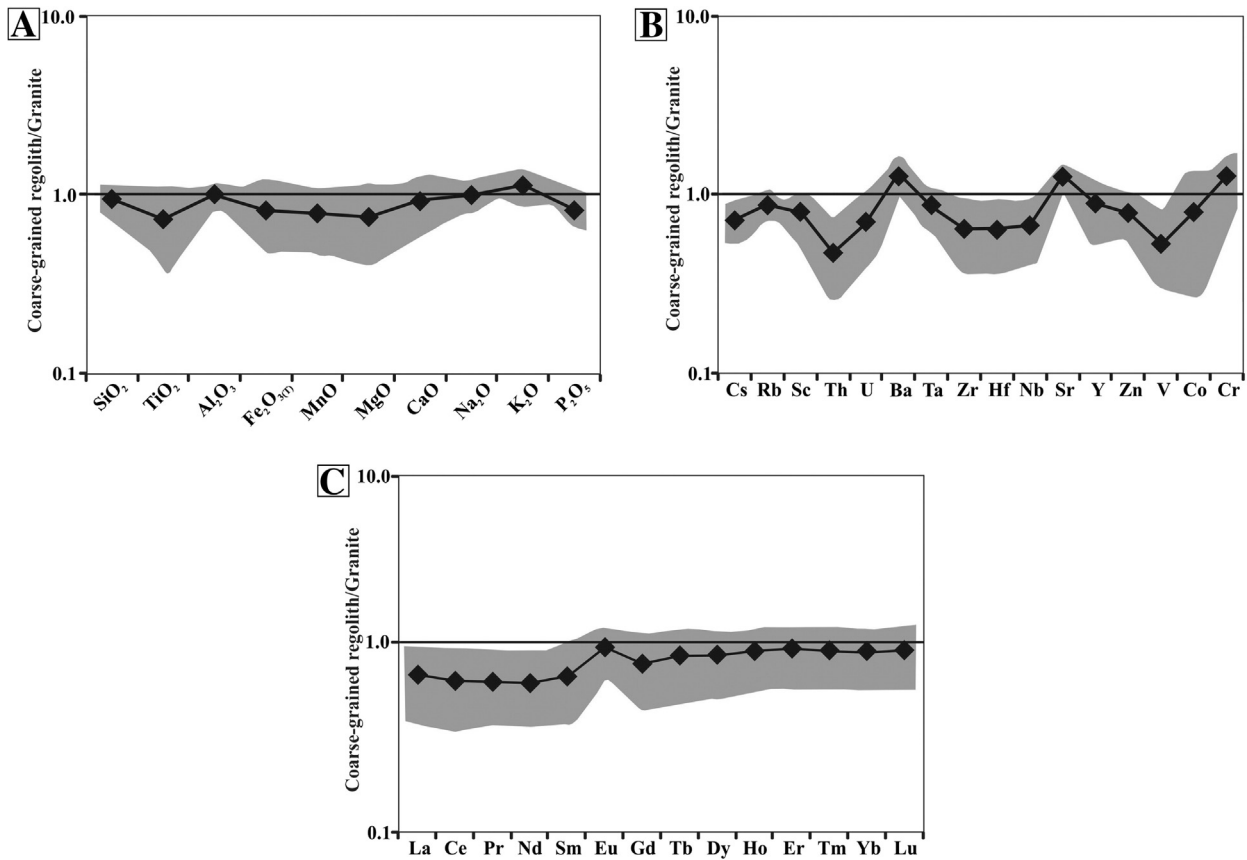 A
10.0
1.0
0.1
Coarse-grained regolith/Granite
SiO₂ TiO₂ Al₂O₃ Fe₂O₃₍T₎ MnO MgO CaO Na₂O K₂O P₂O₅
B
10.0
1.0
0.1
Coarse-grained regolith/Granite
Cs Rb Sc Th U Ba Ta Zr Hf Nb Sr Y Zn V Co Cr
C
10.0
1.0
0.1
Coarse-grained regolith/Granite
La Ce Pr Nd Sm Eu Gd Tb Dy Ho Er Tm Yb Lu